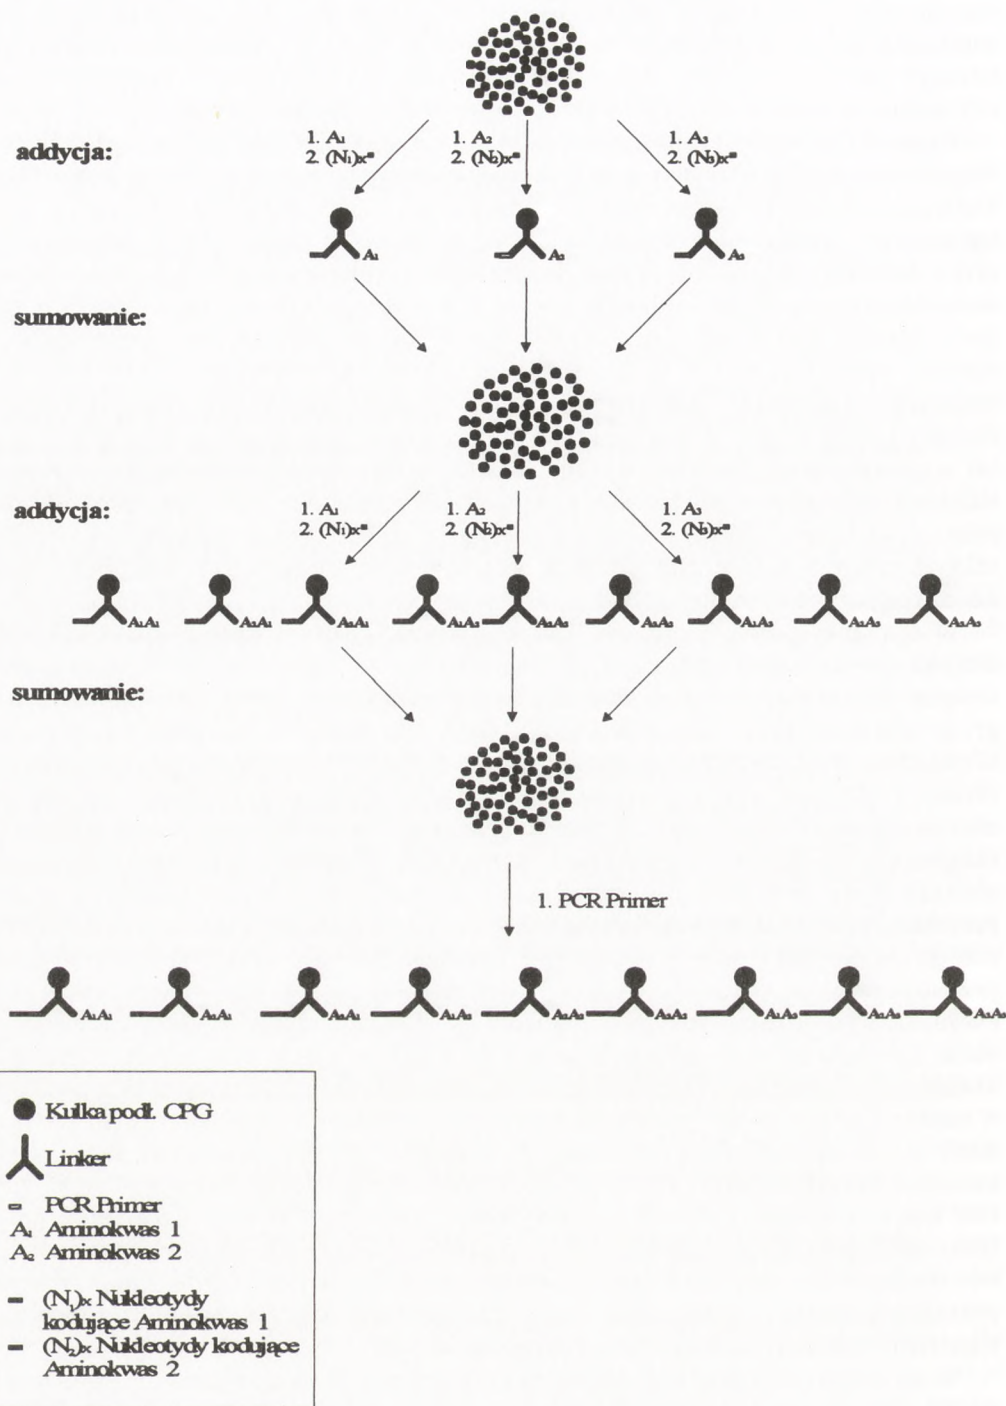 addycja:
1. A₁
2. (N₁)x=
1. A₂
2. (N₂)x=
1. A₃
2. (N₃)x=
A₁
A₂
A₃
sumowanie:
addycja:
1. A₁
2. (N₁)x=
1. A₂
2. (N₂)x=
1. A₃
2. (N₃)x=
A₁A₁
A₂A₁
A₃A₁
A₁A₂
A₂A₂
A₃A₂
A₁A₃
A₂A₃
A₃A₃
sumowanie:
1. PCR Primer
A₁A₁
A₂A₁
A₃A₁
A₁A₂
A₂A₂
A₃A₂
A₁A₃
A₂A₃
A₃A₃
Kulka podł. CPG
Linker
PCR Primer
A₁ Aminokwas 1
A₂ Aminokwas 2
(N₁)x Nukleotydy
kodujące Aminokwas 1
(N₂)x Nukleotydy kodujące
Aminokwas 2